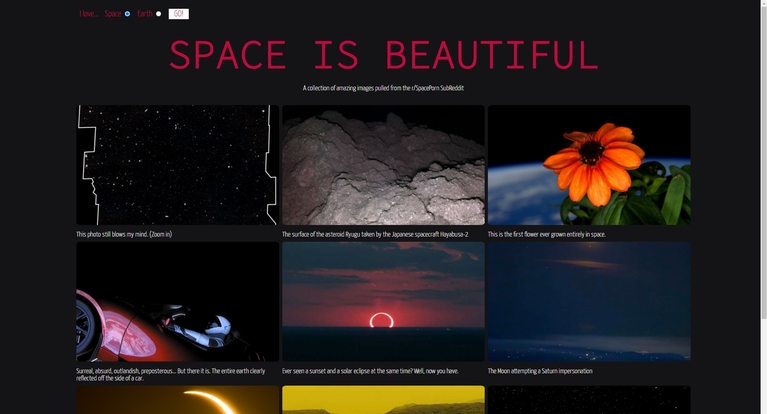 I love... Space Earth GO!
SPACE IS BEAUTIFUL
A collection of amazing images pulled from the r/SpacePorn SubReddit
This photo still blows my mind. (Zoom in)
The surface of the asteroid Ryugu taken by the Japanese spacecraft Hayabusa-2
This is the first flower ever grown entirely in space.
Surreal, absurd, outlandish, preposterous... But there it is. The entire earth clearly
reflected off the side of a car.
Ever seen a sunset and a solar eclipse at the same time? Well, now you have.
The Moon attempting a Saturn impersonation